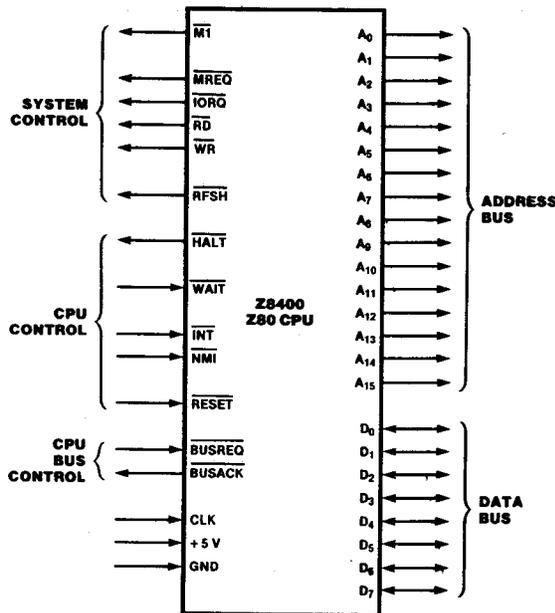 SYSTEM
CONTROL
M1
MREQ
IORQ
RD
WR
RFSH
CPU
CONTROL
HALT
WAIT
INT
NMI
RESET
CPU
BUS
CONTROL
BUSREQ
BUSACK
CLK
+5 V
GND
Z8400
Z80 CPU
A0
A1
A2
A3
A4
A5
A6
A7
A8
A9
A10
A11
A12
A13
A14
A15
ADDRESS
BUS
D0
D1
D2
D3
D4
D5
D6
D7
DATA
BUS